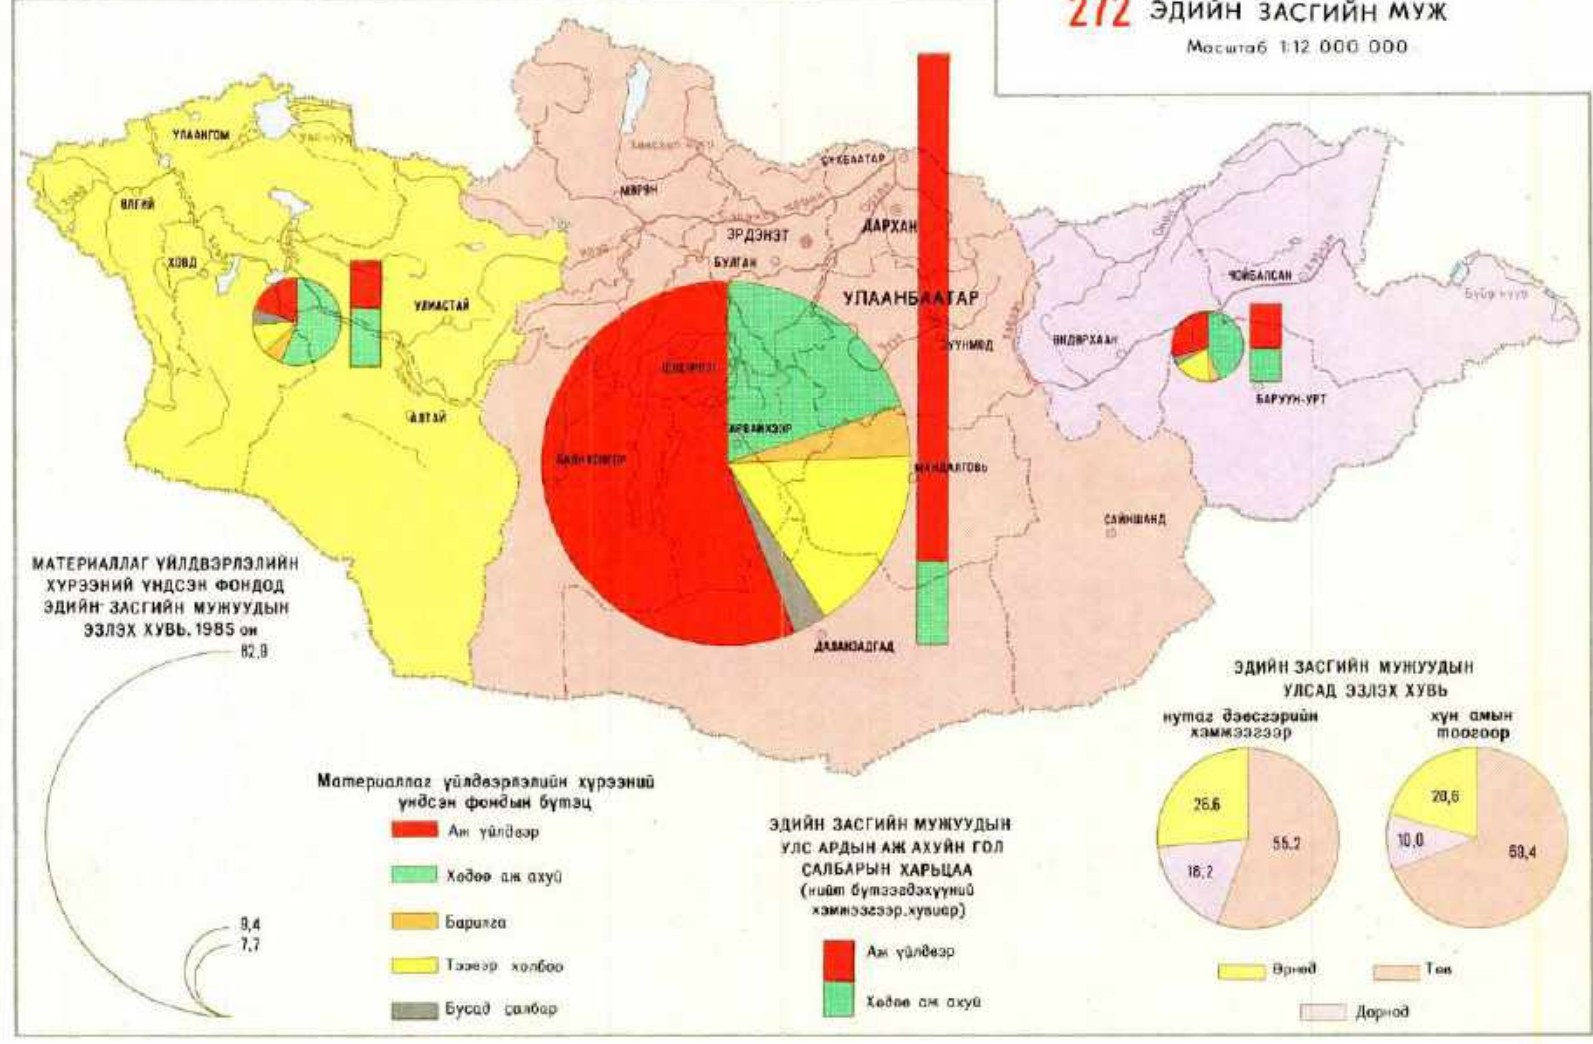 272 ЭДИЙН ЗАСГИЙН МУЖ
Масштаб 1:12 000 000
УЛААНГОМ
ӨЛГИЙ
ХОВД
УЛИАСТАЙ
АЛТАЙ
МӨРӨН
СҮХБААТАР
ДАРХАН
ЭРДЭНЭТ
БУЛГАН
УЛААНБААТАР
ЗУУНМОД
АРВАЙХЭЭР
БАЯНХОНГОР
МАНДАЛГОВЬ
САЙНШАНД
ДАЛАНЗАДГАД
ӨНДӨРХААН
ЧОЙБАЛСАН
БАРУУН-УРТ
Буйр нуур
МАТЕРИАЛЛАГ ҮЙЛДВЭРЛЭЛИЙН
ХҮРЭЭНИЙ ҮНДСЭН ФОНДОД
ЭДИЙН ЗАСГИЙН МУЖУУДЫН
ЭЗЛЭХ ХУВЬ. 1985 он
82,9
9,4
7,7
Материаллаг үйлдвэрлэлийн хүрээний
үндсэн фондын бүтэц
Аж үйлдвэр
Хөдөө аж ахуй
Барилга
Тээвэр холбоо
Бусад салбар
ЭДИЙН ЗАСГИЙН МУЖУУДЫН
УЛС АРДЫН АЖ АХУЙН ГОЛ
САЛБАРЫН ХАРЬЦАА
(нийт бүтээгдэхүүний
хэмжээгээр.хувиар)
Аж үйлдвэр
Хөдөө аж ахуй
ЭДИЙН ЗАСГИЙН МУЖУУДЫН
УЛСАД ЭЗЛЭХ ХУВЬ
нутаг дэвсгэрийн
хэмжээгээр
26.6
55.2
18,2
хүн амын
тоогоор
20,6
10,0
69,4
Өрнөд
Төв
Дорнод